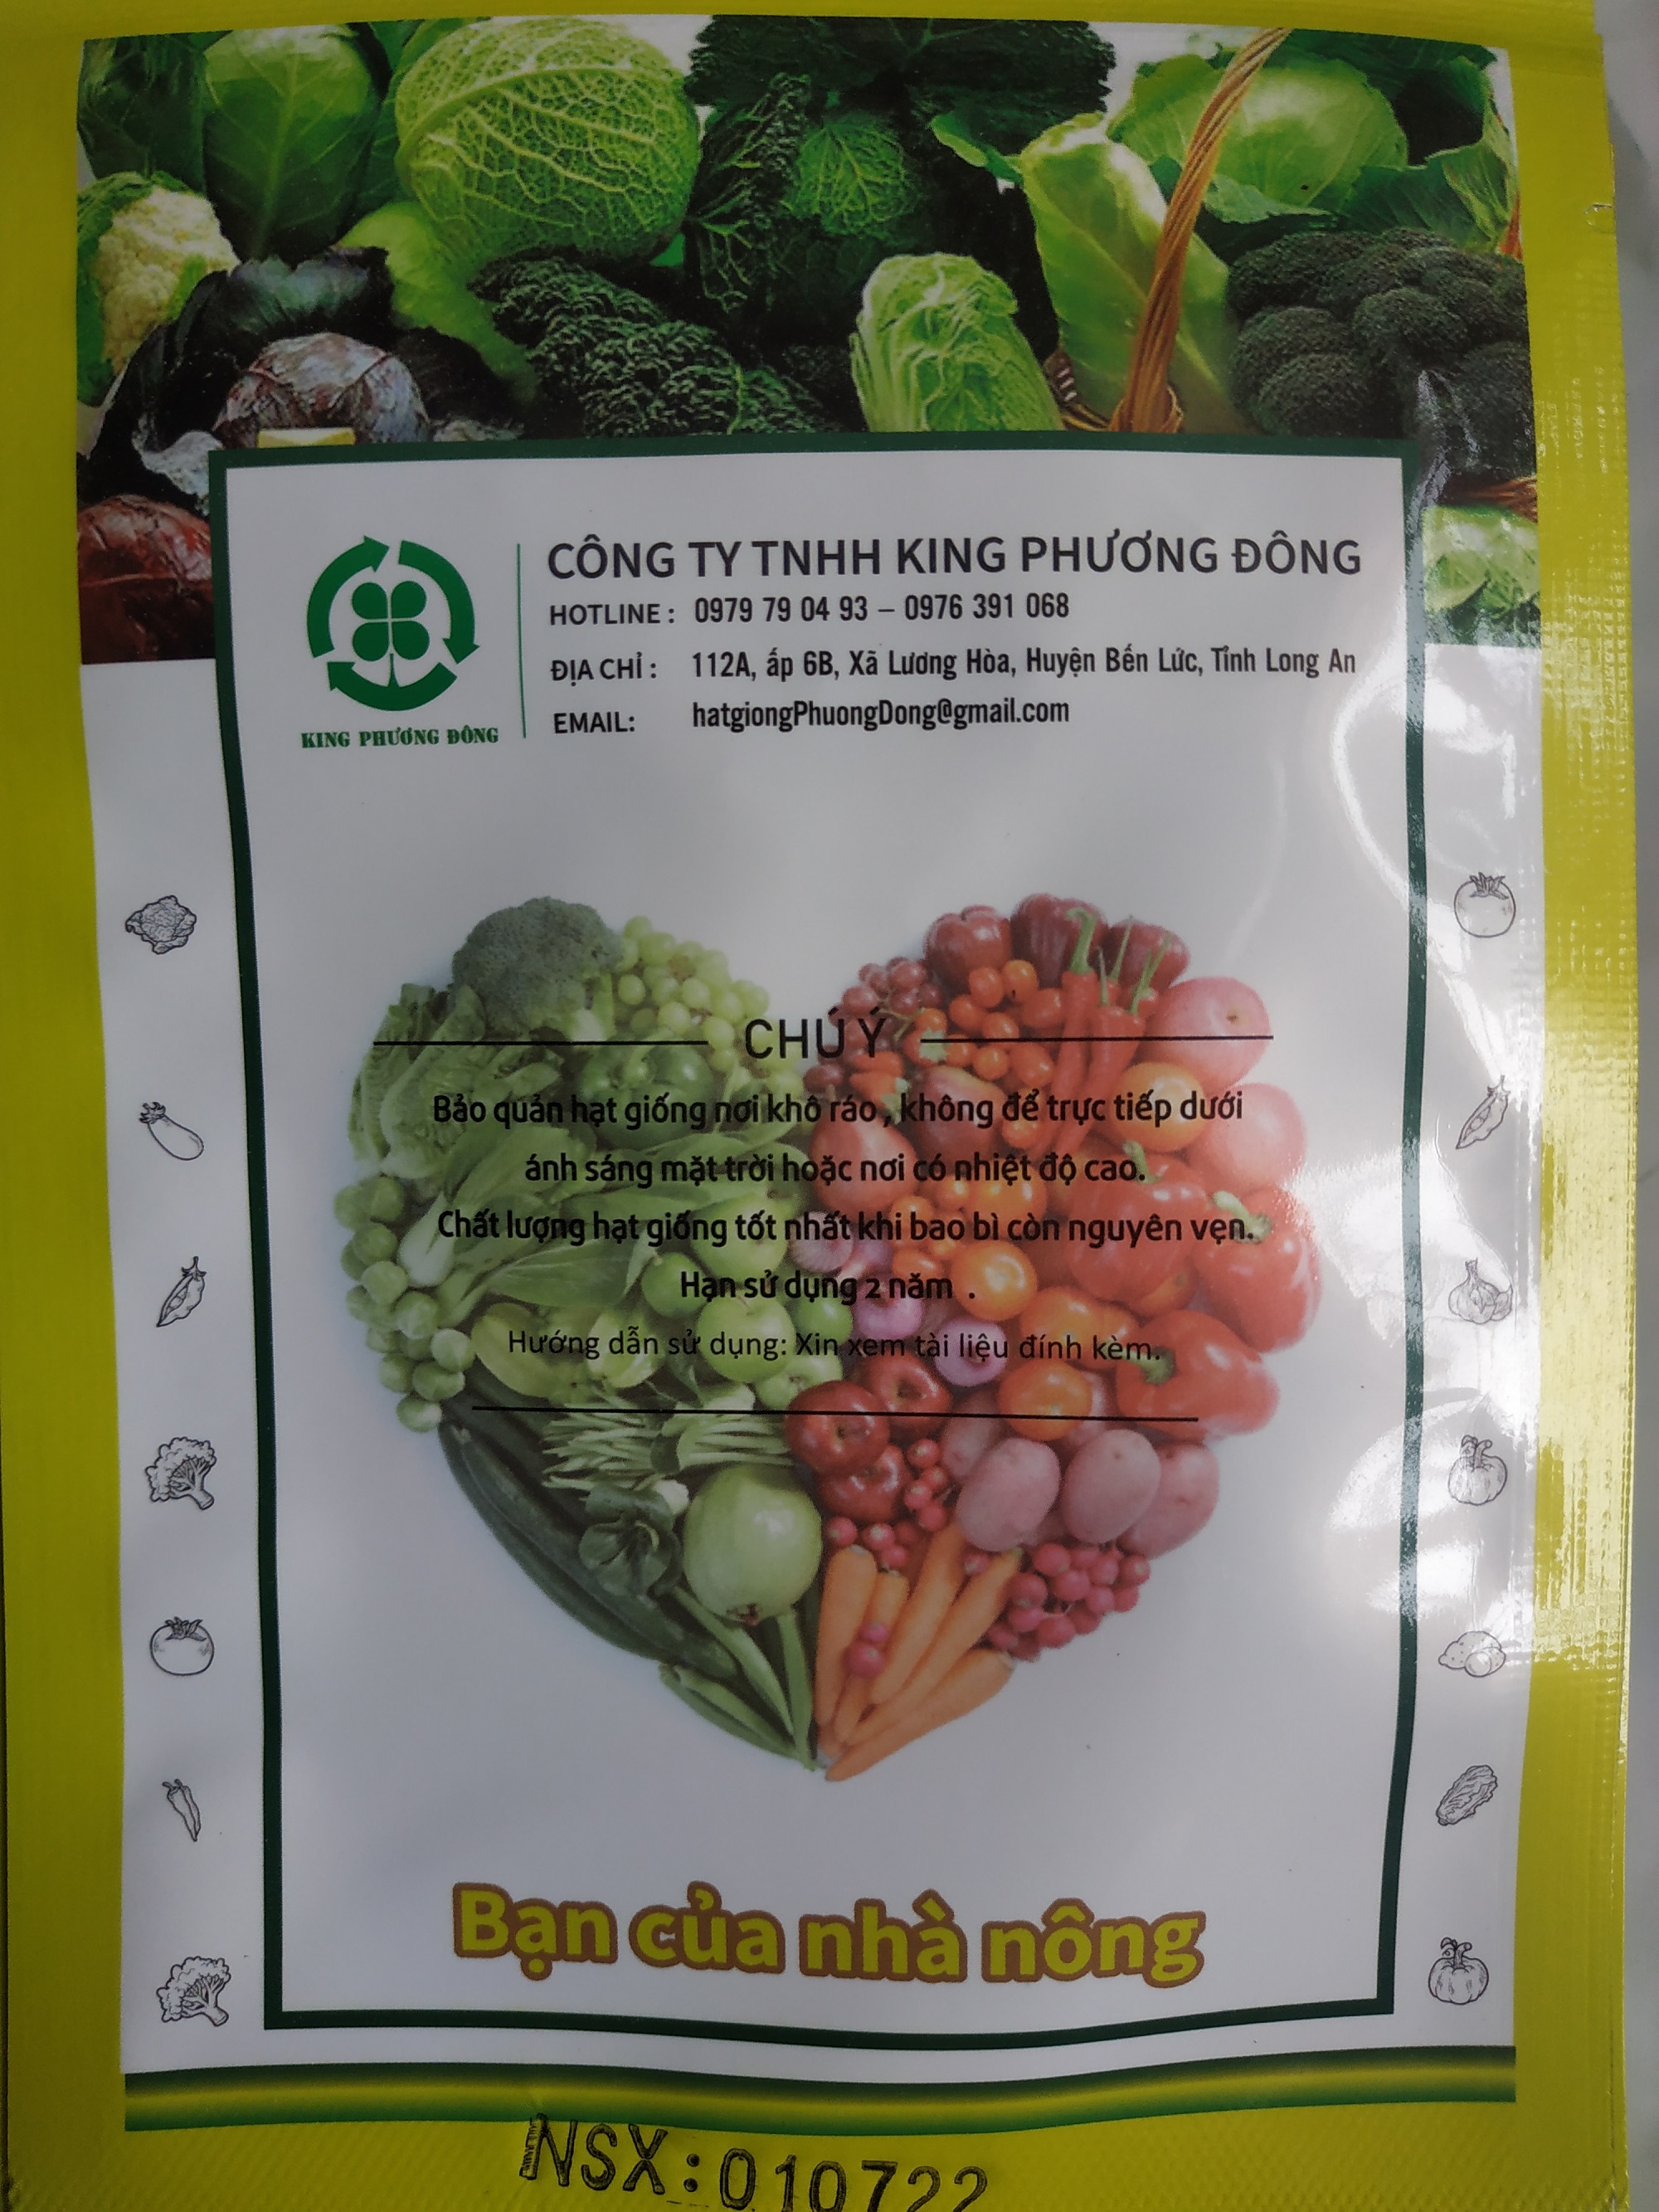 CÔNG TY TNHH KING PHƯƠNG ĐÔNG
HOTLINE : 0979 79 04 93 – 0976 391 068
ĐỊA CHỈ : 112A, ấp 6B, Xã Lương Hòa, Huyện Bến Lức, Tỉnh Long An
EMAIL: hatgiongPhuongDong@gmail.com
KING PHƯƠNG ĐÔNG
CHÚ Ý
Bảo quản hạt giống nơi khô ráo , không để trực tiếp dưới
ánh sáng mặt trời hoặc nơi có nhiệt độ cao.
Chất lượng hạt giống tốt nhất khi bao bì còn nguyên vẹn.
Hạn sử dụng 2 năm .
Hướng dẫn sử dụng: Xin xem tài liệu đính kèm.
Bạn của nhà nông
NSX: 010722